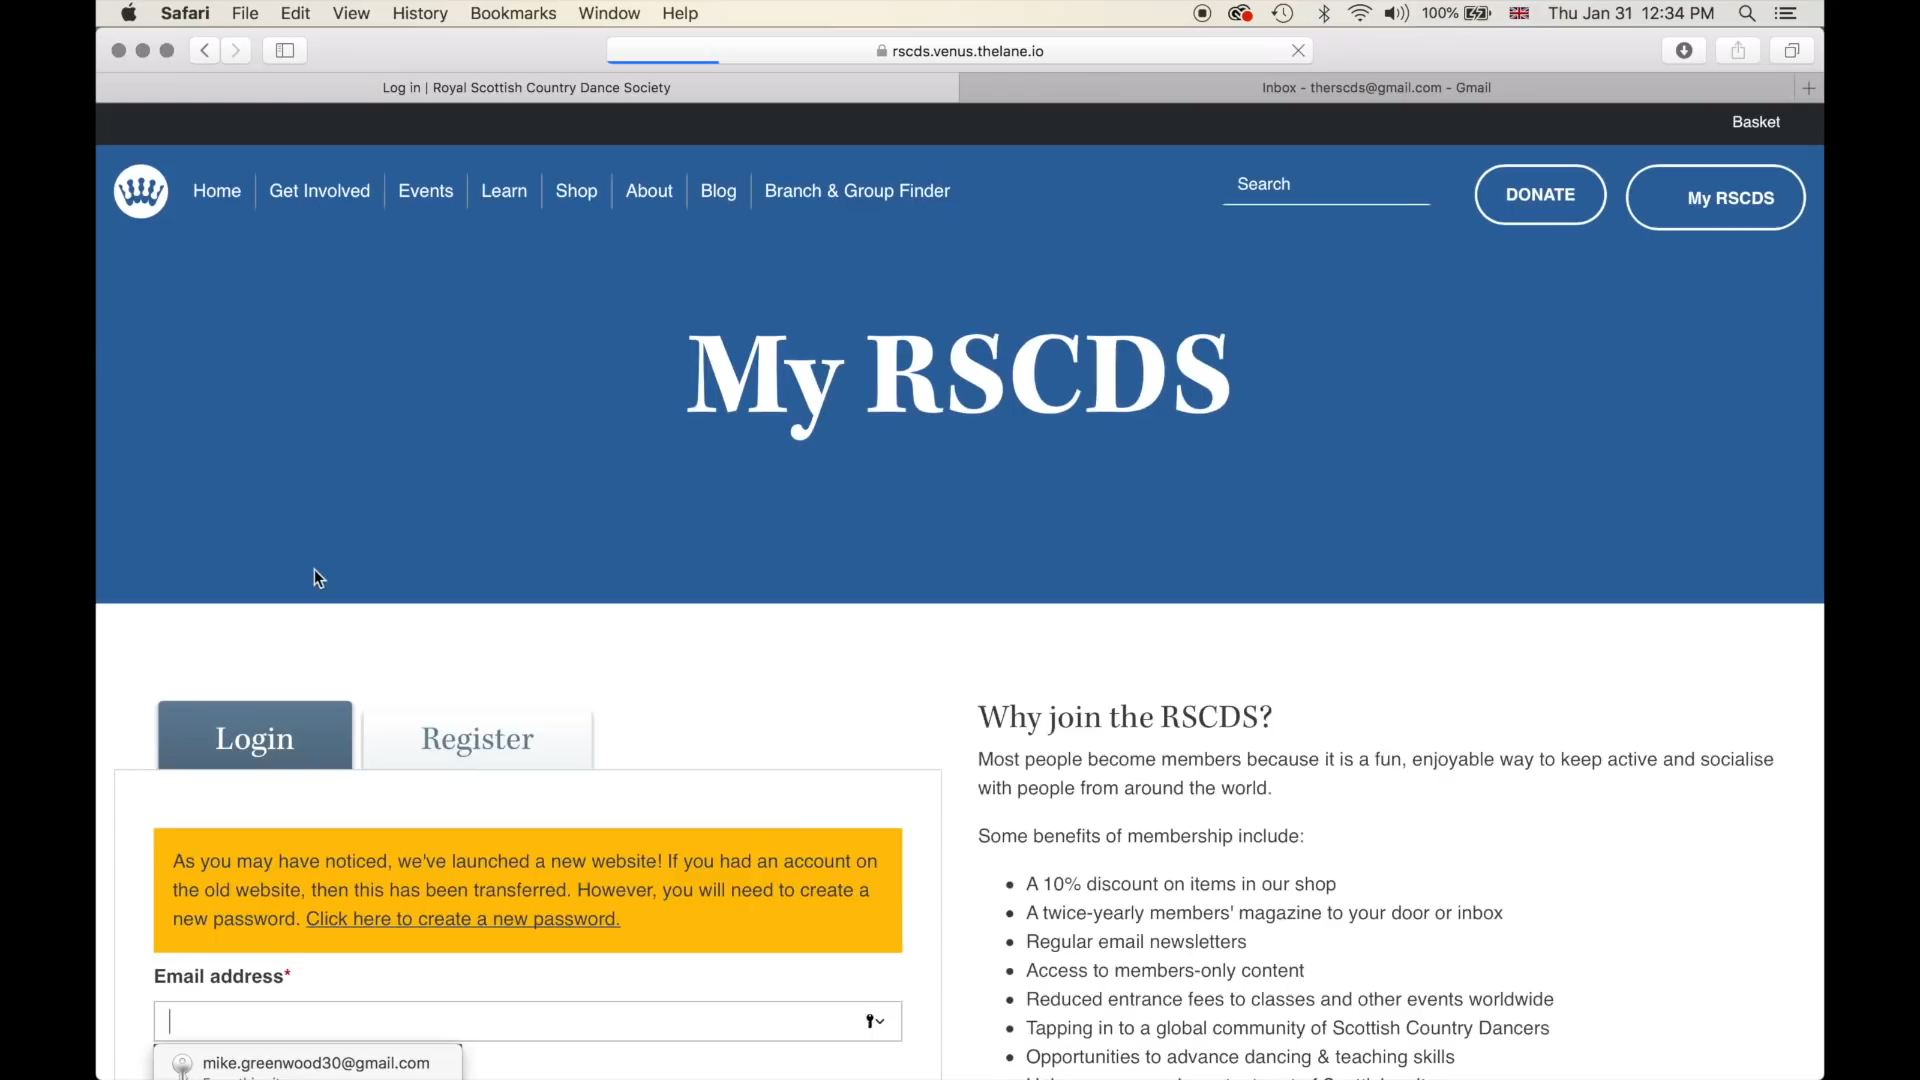 Safari File Edit View History Bookmarks Window Help 100% Thu Jan 31 12:34 PM
rscds.venus.thelane.io
Log in | Royal Scottish Country Dance Society
Inbox - therscds@gmail.com - Gmail
Basket
Home Get Involved Events Learn Shop About Blog Branch & Group Finder
Search
DONATE
My RSCDS
My RSCDS
Login
Register
As you may have noticed, we've launched a new website! If you had an account on
the old website, then this has been transferred. However, you will need to create a
new password. Click here to create a new password.
Email address*
mike.greenwood30@gmail.com
Why join the RSCDS?
Most people become members because it is a fun, enjoyable way to keep active and socialise
with people from around the world.
Some benefits of membership include:
A 10% discount on items in our shop
A twice-yearly members' magazine to your door or inbox
Regular email newsletters
Access to members-only content
Reduced entrance fees to classes and other events worldwide
Tapping in to a global community of Scottish Country Dancers
Opportunities to advance dancing & teaching skills